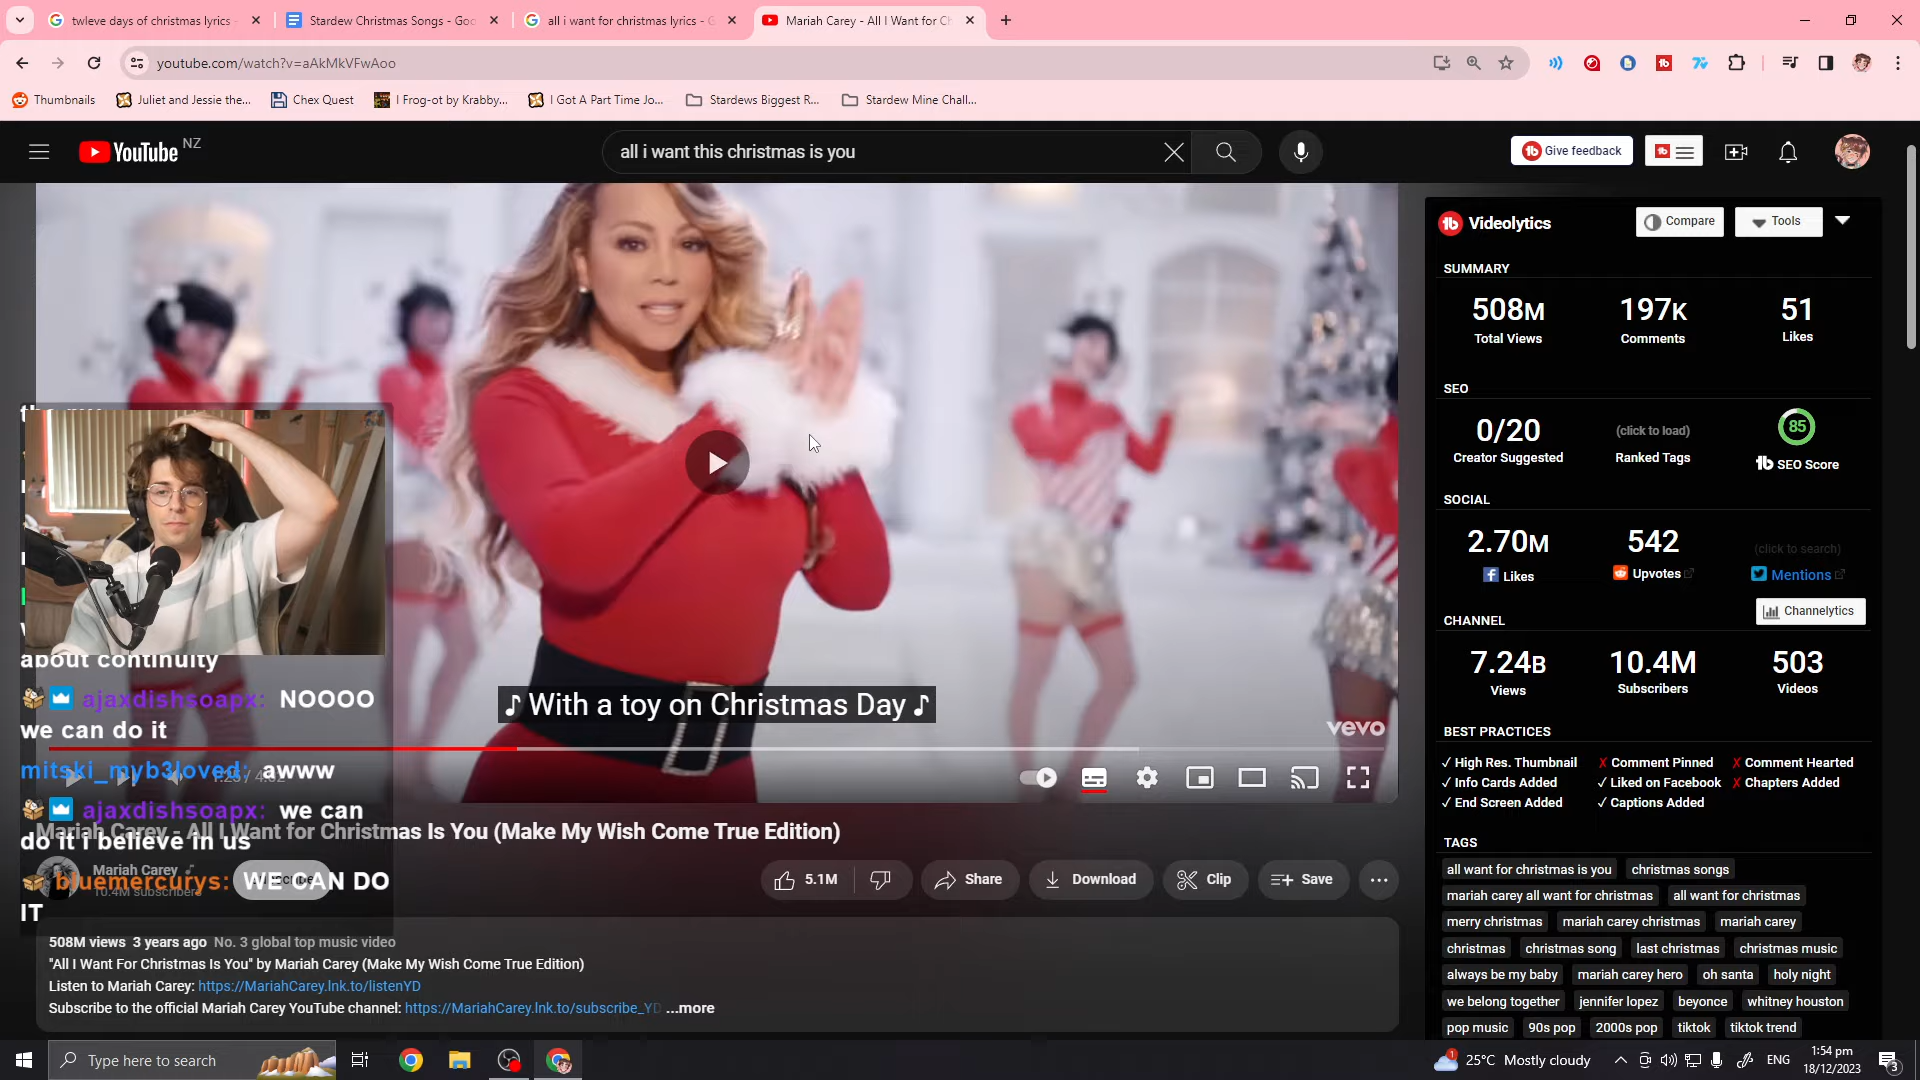 twleve days of christmas lyrics -
Stardew Christmas Songs - Goo
all i want for christmas lyrics - G
Mariah Carey - All I Want for Ch
youtube.com/watch?v=aAkMkVFwAoo
Thumbnails
Juliet and Jessie the...
Chex Quest
I Frog-ot by Krabby...
I Got A Part Time Jo...
Stardews Biggest R...
Stardew Mine Chall...
YouTube NZ
all i want this christmas is you
Give feedback
Videolytics
Compare
Tools
SUMMARY
508M 197K 51
Total Views Comments Likes
SEO
0/20 (click to load) 85
Creator Suggested Ranked Tags SEO Score
SOCIAL
2.70M 542 (click to search)
Likes Upvotes Mentions
Channelytics
CHANNEL
7.24B 10.4M 503
Views Subscribers Videos
BEST PRACTICES
✓ High Res. Thumbnail ✗ Comment Pinned ✗ Comment Hearted
✓ Info Cards Added ✓ Liked on Facebook ✗ Chapters Added
✓ End Screen Added ✓ Captions Added
TAGS
all want for christmas is you christmas songs
mariah carey all want for christmas all want for christmas
merry christmas mariah carey christmas mariah carey
christmas christmas song last christmas christmas music
always be my baby mariah carey hero oh santa holy night
we belong together jennifer lopez beyonce whitney houston
pop music 90s pop 2000s pop tiktok tiktok trend
♪ With a toy on Christmas Day ♪
vevo
about continuity
ajaxdishsoapx: NOOOO
we can do it
mitski_myb3loved: awww
ajaxdishsoapx: we can
do it i believe in us
bluemercurys: WE CAN DO
IT
Mariah Carey - All I Want for Christmas Is You (Make My Wish Come True Edition)
Mariah Carey
10.4M subscribers
5.1M
Share
Download
Clip
Save
508M views 3 years ago No. 3 global top music video
"All I Want For Christmas Is You" by Mariah Carey (Make My Wish Come True Edition)
Listen to Mariah Carey: https://MariahCarey.lnk.to/listenYD
Subscribe to the official Mariah Carey YouTube channel: https://MariahCarey.lnk.to/subscribe_YD ...more
Type here to search
25°C Mostly cloudy
ENG
1:54 pm
18/12/2023
3